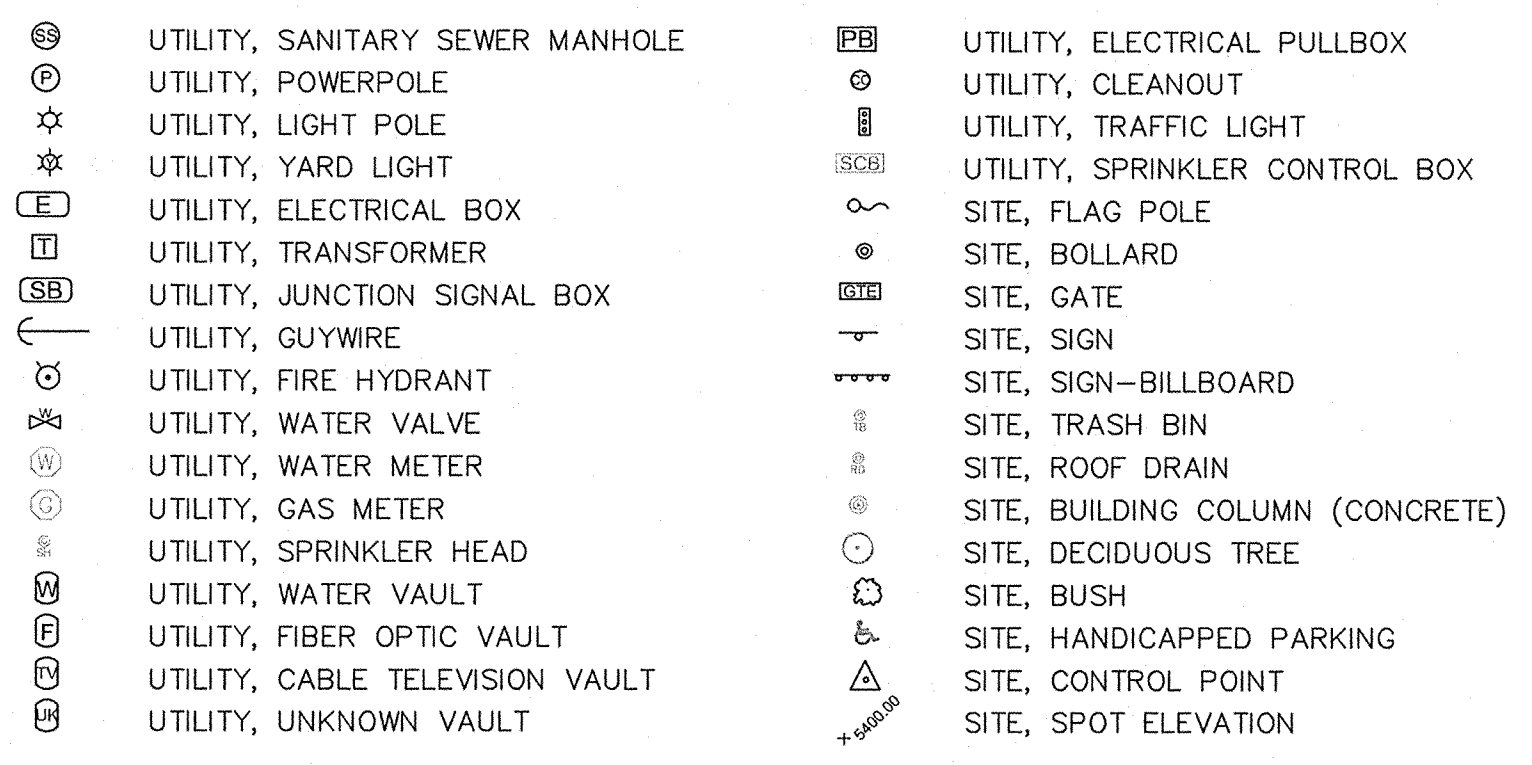 SS UTILITY, SANITARY SEWER MANHOLE
P UTILITY, POWERPOLE
UTILITY, LIGHT POLE
Y UTILITY, YARD LIGHT
E UTILITY, ELECTRICAL BOX
T UTILITY, TRANSFORMER
SB UTILITY, JUNCTION SIGNAL BOX
UTILITY, GUYWIRE
UTILITY, FIRE HYDRANT
W UTILITY, WATER VALVE
W UTILITY, WATER METER
G UTILITY, GAS METER
SH UTILITY, SPRINKLER HEAD
W UTILITY, WATER VAULT
F UTILITY, FIBER OPTIC VAULT
TV UTILITY, CABLE TELEVISION VAULT
UK UTILITY, UNKNOWN VAULT
PB UTILITY, ELECTRICAL PULLBOX
CO UTILITY, CLEANOUT
UTILITY, TRAFFIC LIGHT
SCB UTILITY, SPRINKLER CONTROL BOX
SITE, FLAG POLE
SITE, BOLLARD
GTE SITE, GATE
SITE, SIGN
SITE, SIGN-BILLBOARD
TB SITE, TRASH BIN
RD SITE, ROOF DRAIN
SITE, BUILDING COLUMN (CONCRETE)
SITE, DECIDUOUS TREE
SITE, BUSH
SITE, HANDICAPPED PARKING
SITE, CONTROL POINT
+ 5400.00 SITE, SPOT ELEVATION